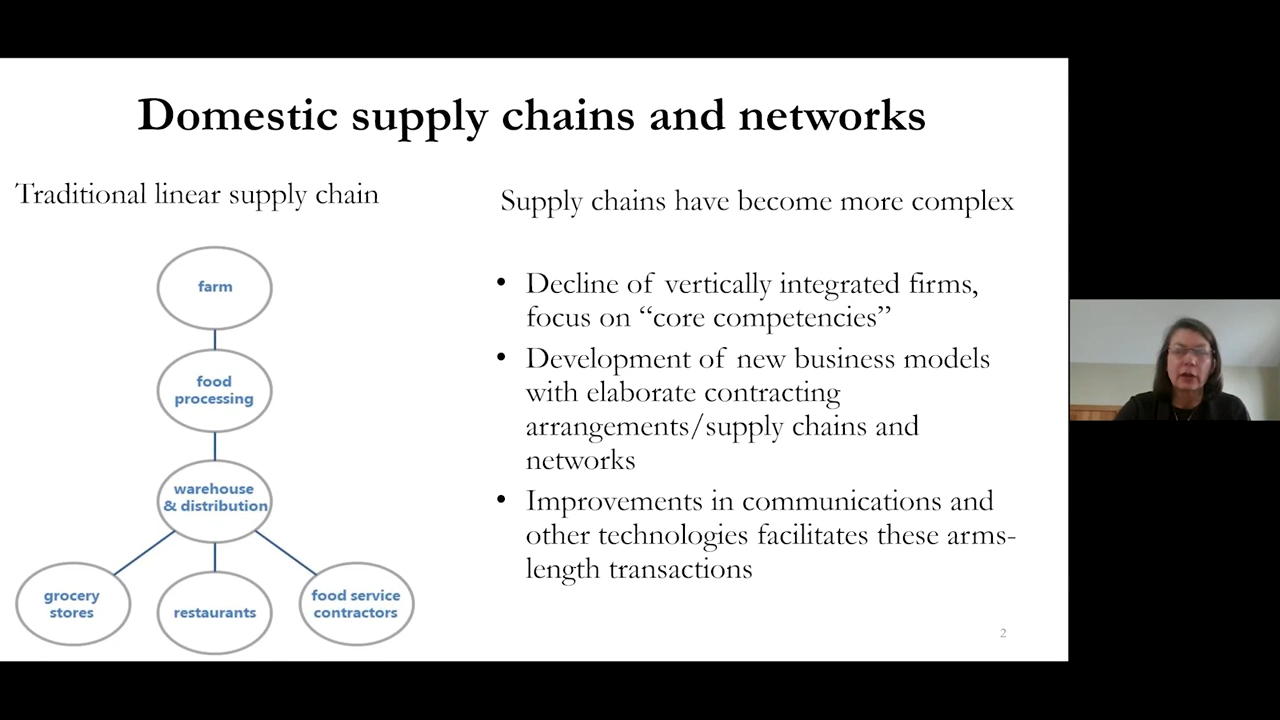 Domestic supply chains and networks
Traditional linear supply chain
farm
food
processing
warehouse
& distribution
grocery
stores
restaurants
food service
contractors
Supply chains have become more complex
• Decline of vertically integrated firms,
focus on “core competencies”
• Development of new business models
with elaborate contracting
arrangements/supply chains and
networks
• Improvements in communications and
other technologies facilitates these arms-
length transactions
2